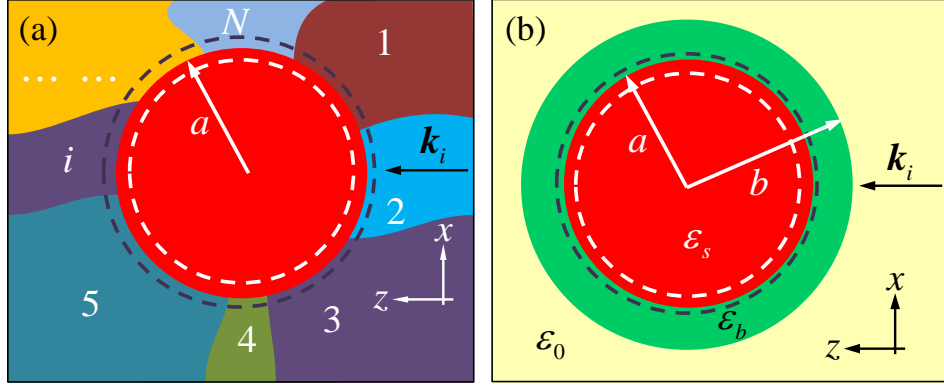 (a)
N
1
... ...
a
i
k_i
2
x
z
5
4
3
(b)
a
b
k_i
ε_s
ε_b
ε_0
x
z